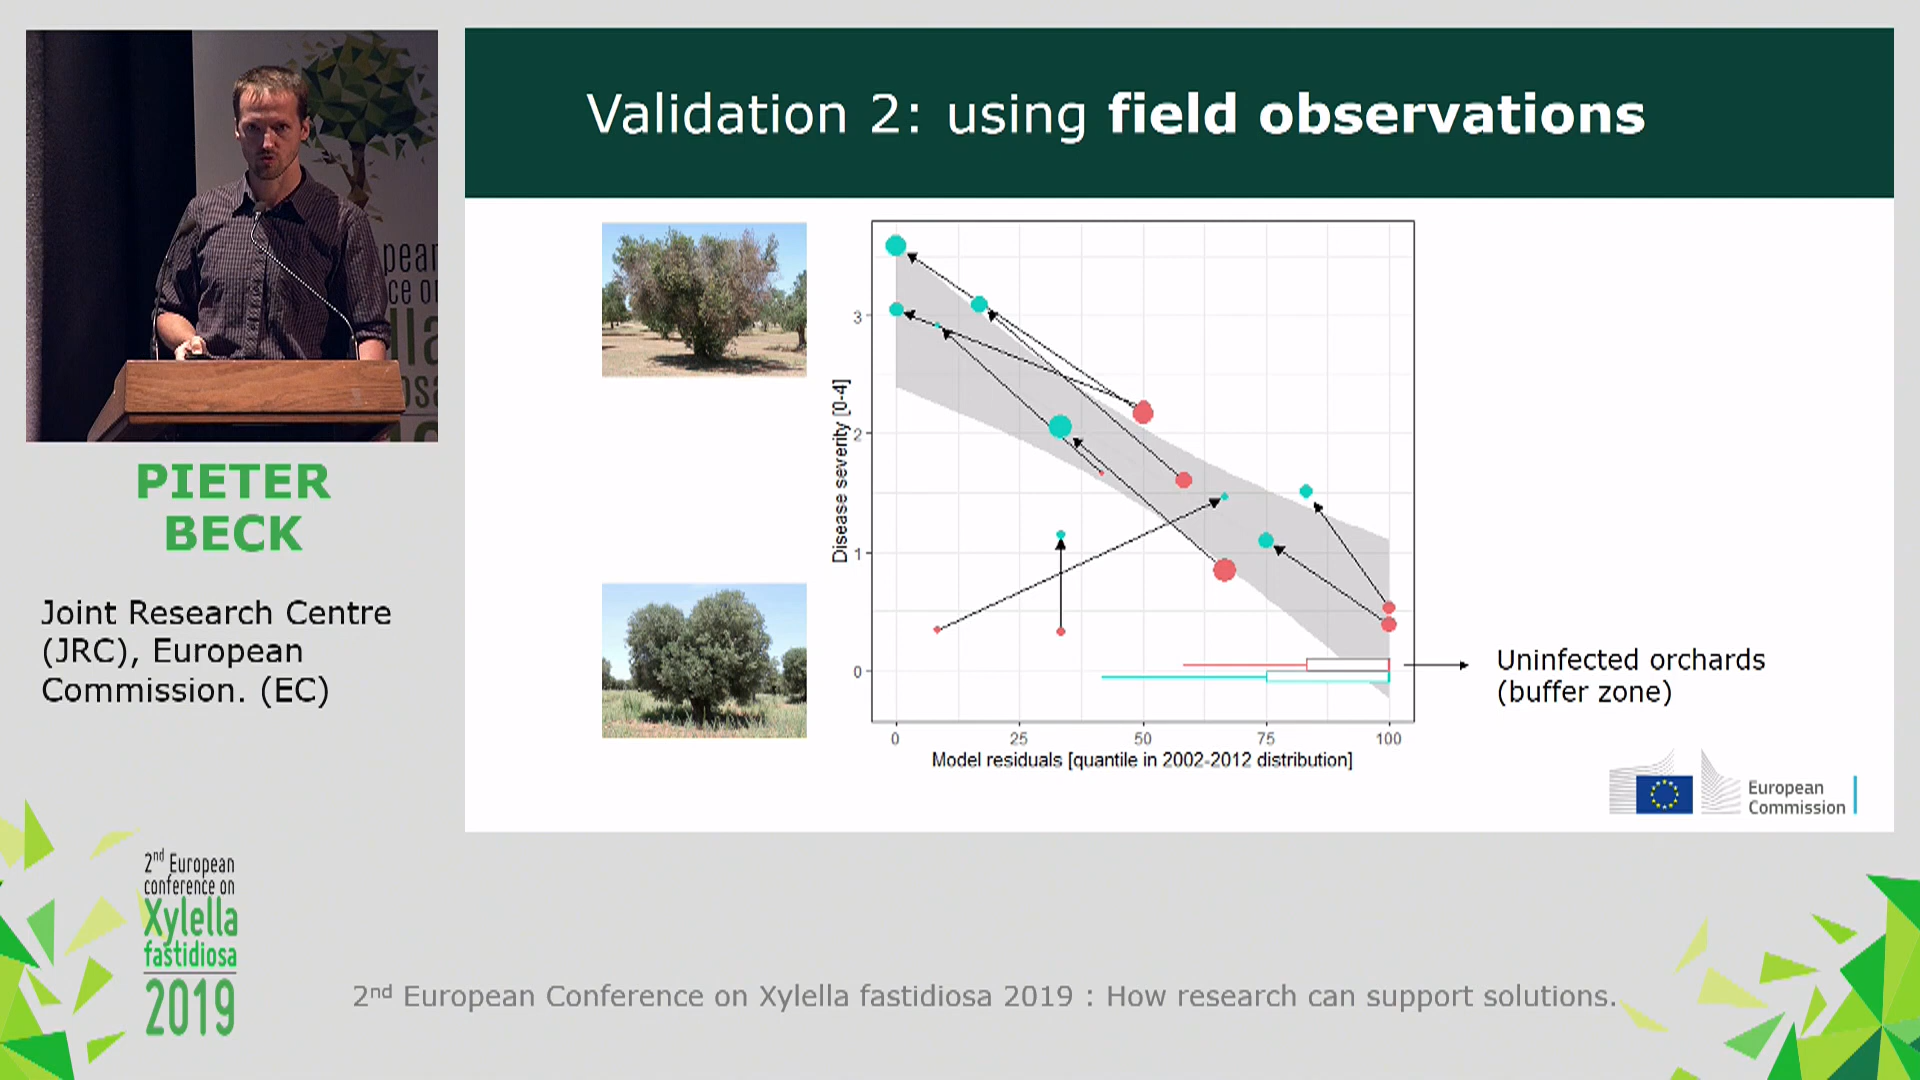 Validation 2: using field observations
PIETER
BECK
Joint Research Centre
(JRC), European
Commission. (EC)
Disease severity [0-4]
3
2
1
0
0 25 50 75 100
Model residuals [quantile in 2002-2012 distribution]
Uninfected orchards
(buffer zone)
European
Commission
2nd European
conference on
Xylella
fastidiosa
2019
2nd European Conference on Xylella fastidiosa 2019 : How research can support solutions.